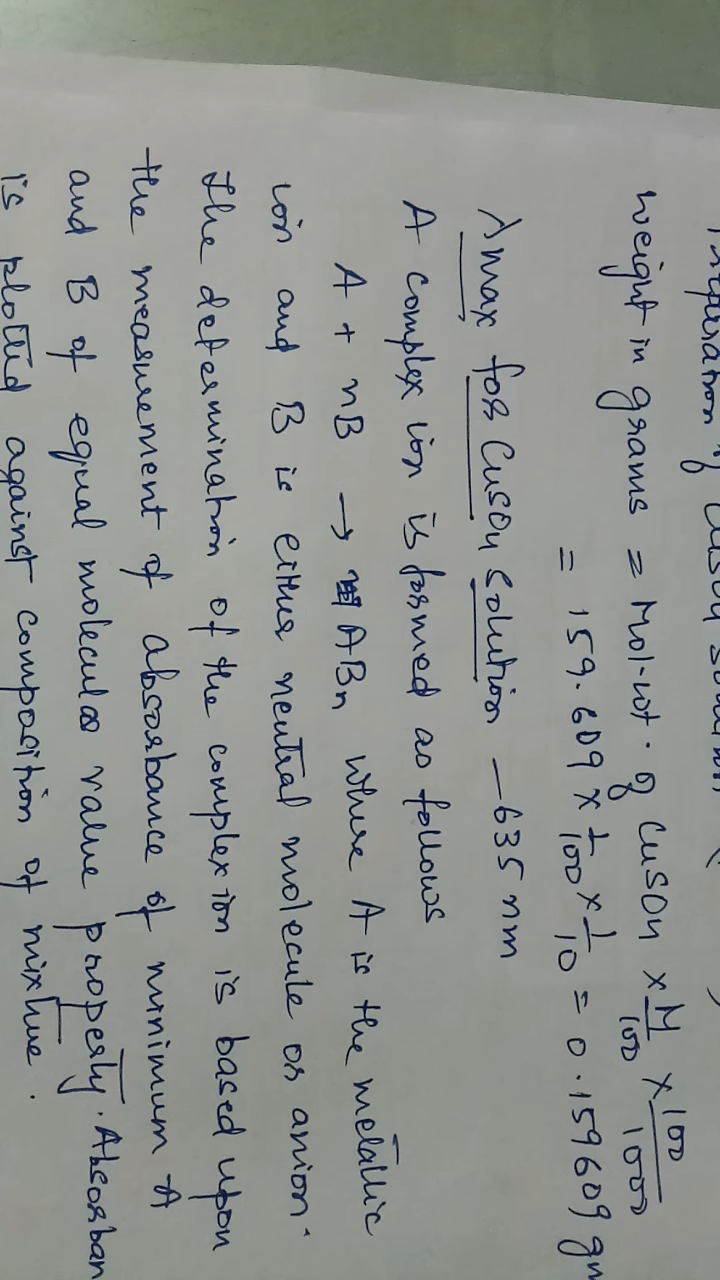 of CuSO4 solution
weight in grams = Mol.wt. of CuSO4 × M/100 × 100/1000
= 159.609 × 1/100 × 1/10 = 0.159609 gm
λmax for CuSO4 solution – 635 nm
A complex ion is formed as follows
A + nB → ABn where A is the metallic
ion and B is either neutral molecule or anion.
The determination of the complex ion is based upon
the measurement of absorbance of minimum A
and B of equal molecular value properly. Absorban
is plotted against composition of mixture.